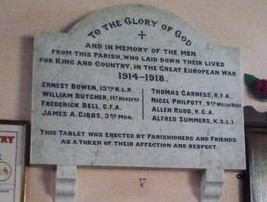 TO THE GLORY OF GOD
AND IN MEMORY OF THE MEN
FROM THIS PARISH, WHO LAID DOWN THEIR LIVES
FOR KING AND COUNTRY, IN THE GREAT EUROPEAN WAR
1914-1918.
ERNEST BOWEN, 13TH K.L.R.
WILLIAM BUTCHER,
FREDERICK BELL, C.F.A.
JAMES A. GIBBS, 3RD MON.
THOMAS CARNESE, R.F.A.
NIGEL PHILPOTT, 9TH WELSH
ALLEN RUDD, R.G.A.
ALFRED SUMMERS, K.S.L.I.
THIS TABLET WAS ERECTED BY PARISHIONERS AND FRIENDS
AS A TOKEN OF THEIR AFFECTION AND RESPECT.